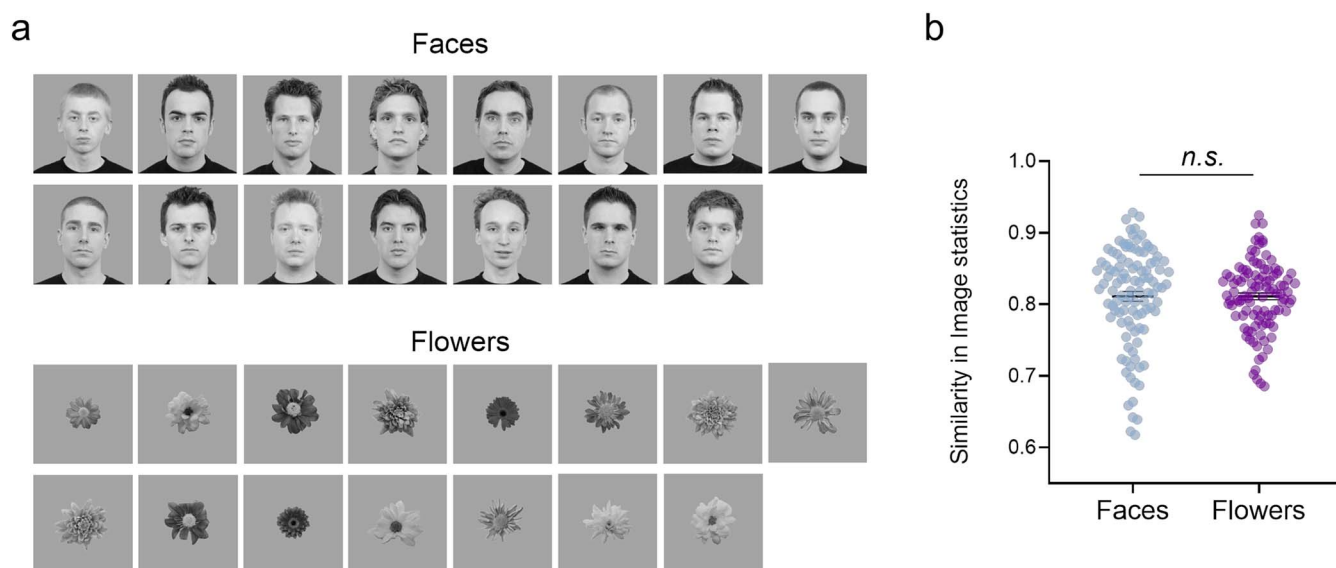 a
Faces
Flowers
b
n.s.
1.0
0.9
0.8
0.7
0.6
Similarity in Image statistics
Faces
Flowers